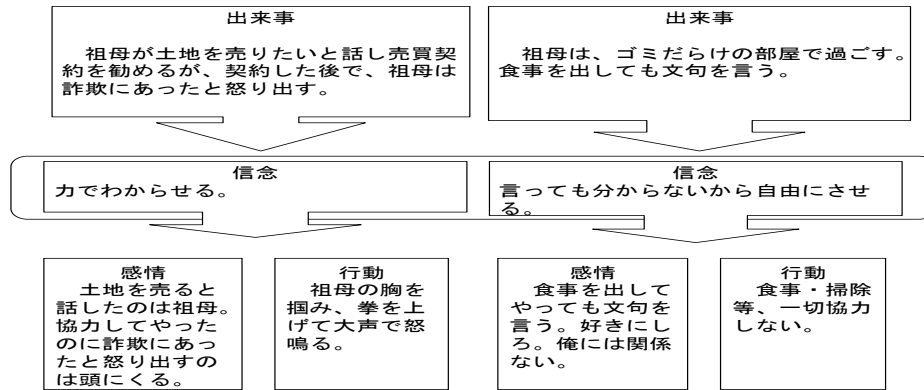 出来事
祖母が土地を売りたいと話し売買契
約を勧めるが、契約した後で、祖母は
詐欺にあったと怒り出す。
出来事
祖母は、ゴミだらけの部屋で過ごす。
食事を出しても文句を言う。
信念
力でわからせる。
信念
言っても分からないから自由にさせ
る。
感情
土地を売ると
話したのは祖母。
協力してやった
のに詐欺にあっ
たと怒り出すの
は頭にくる。
行動
祖母の胸を
掴み、拳を上
げて大声で怒
鳴る。
感情
食事を出して
やっても文句を
言う。好きにし
ろ。俺には関係
ない。
行動
食事・掃除
等、一切協力
しない。